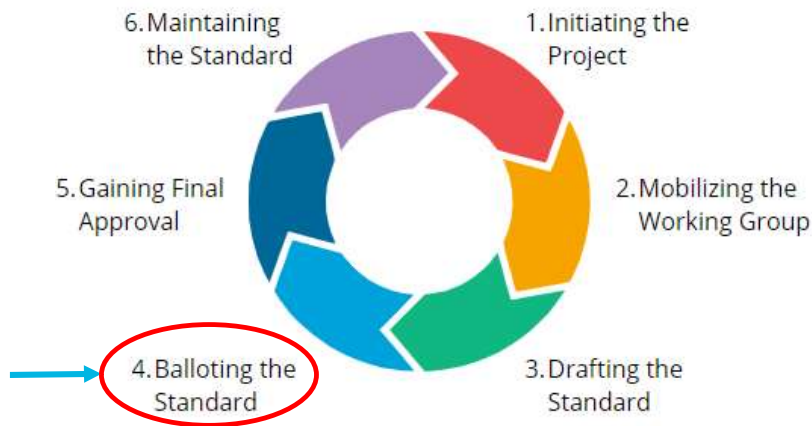 1. Initiating the
Project
2. Mobilizing the
Working Group
3. Drafting the
Standard
4. Balloting the
Standard
5. Gaining Final
Approval
6. Maintaining
the Standard